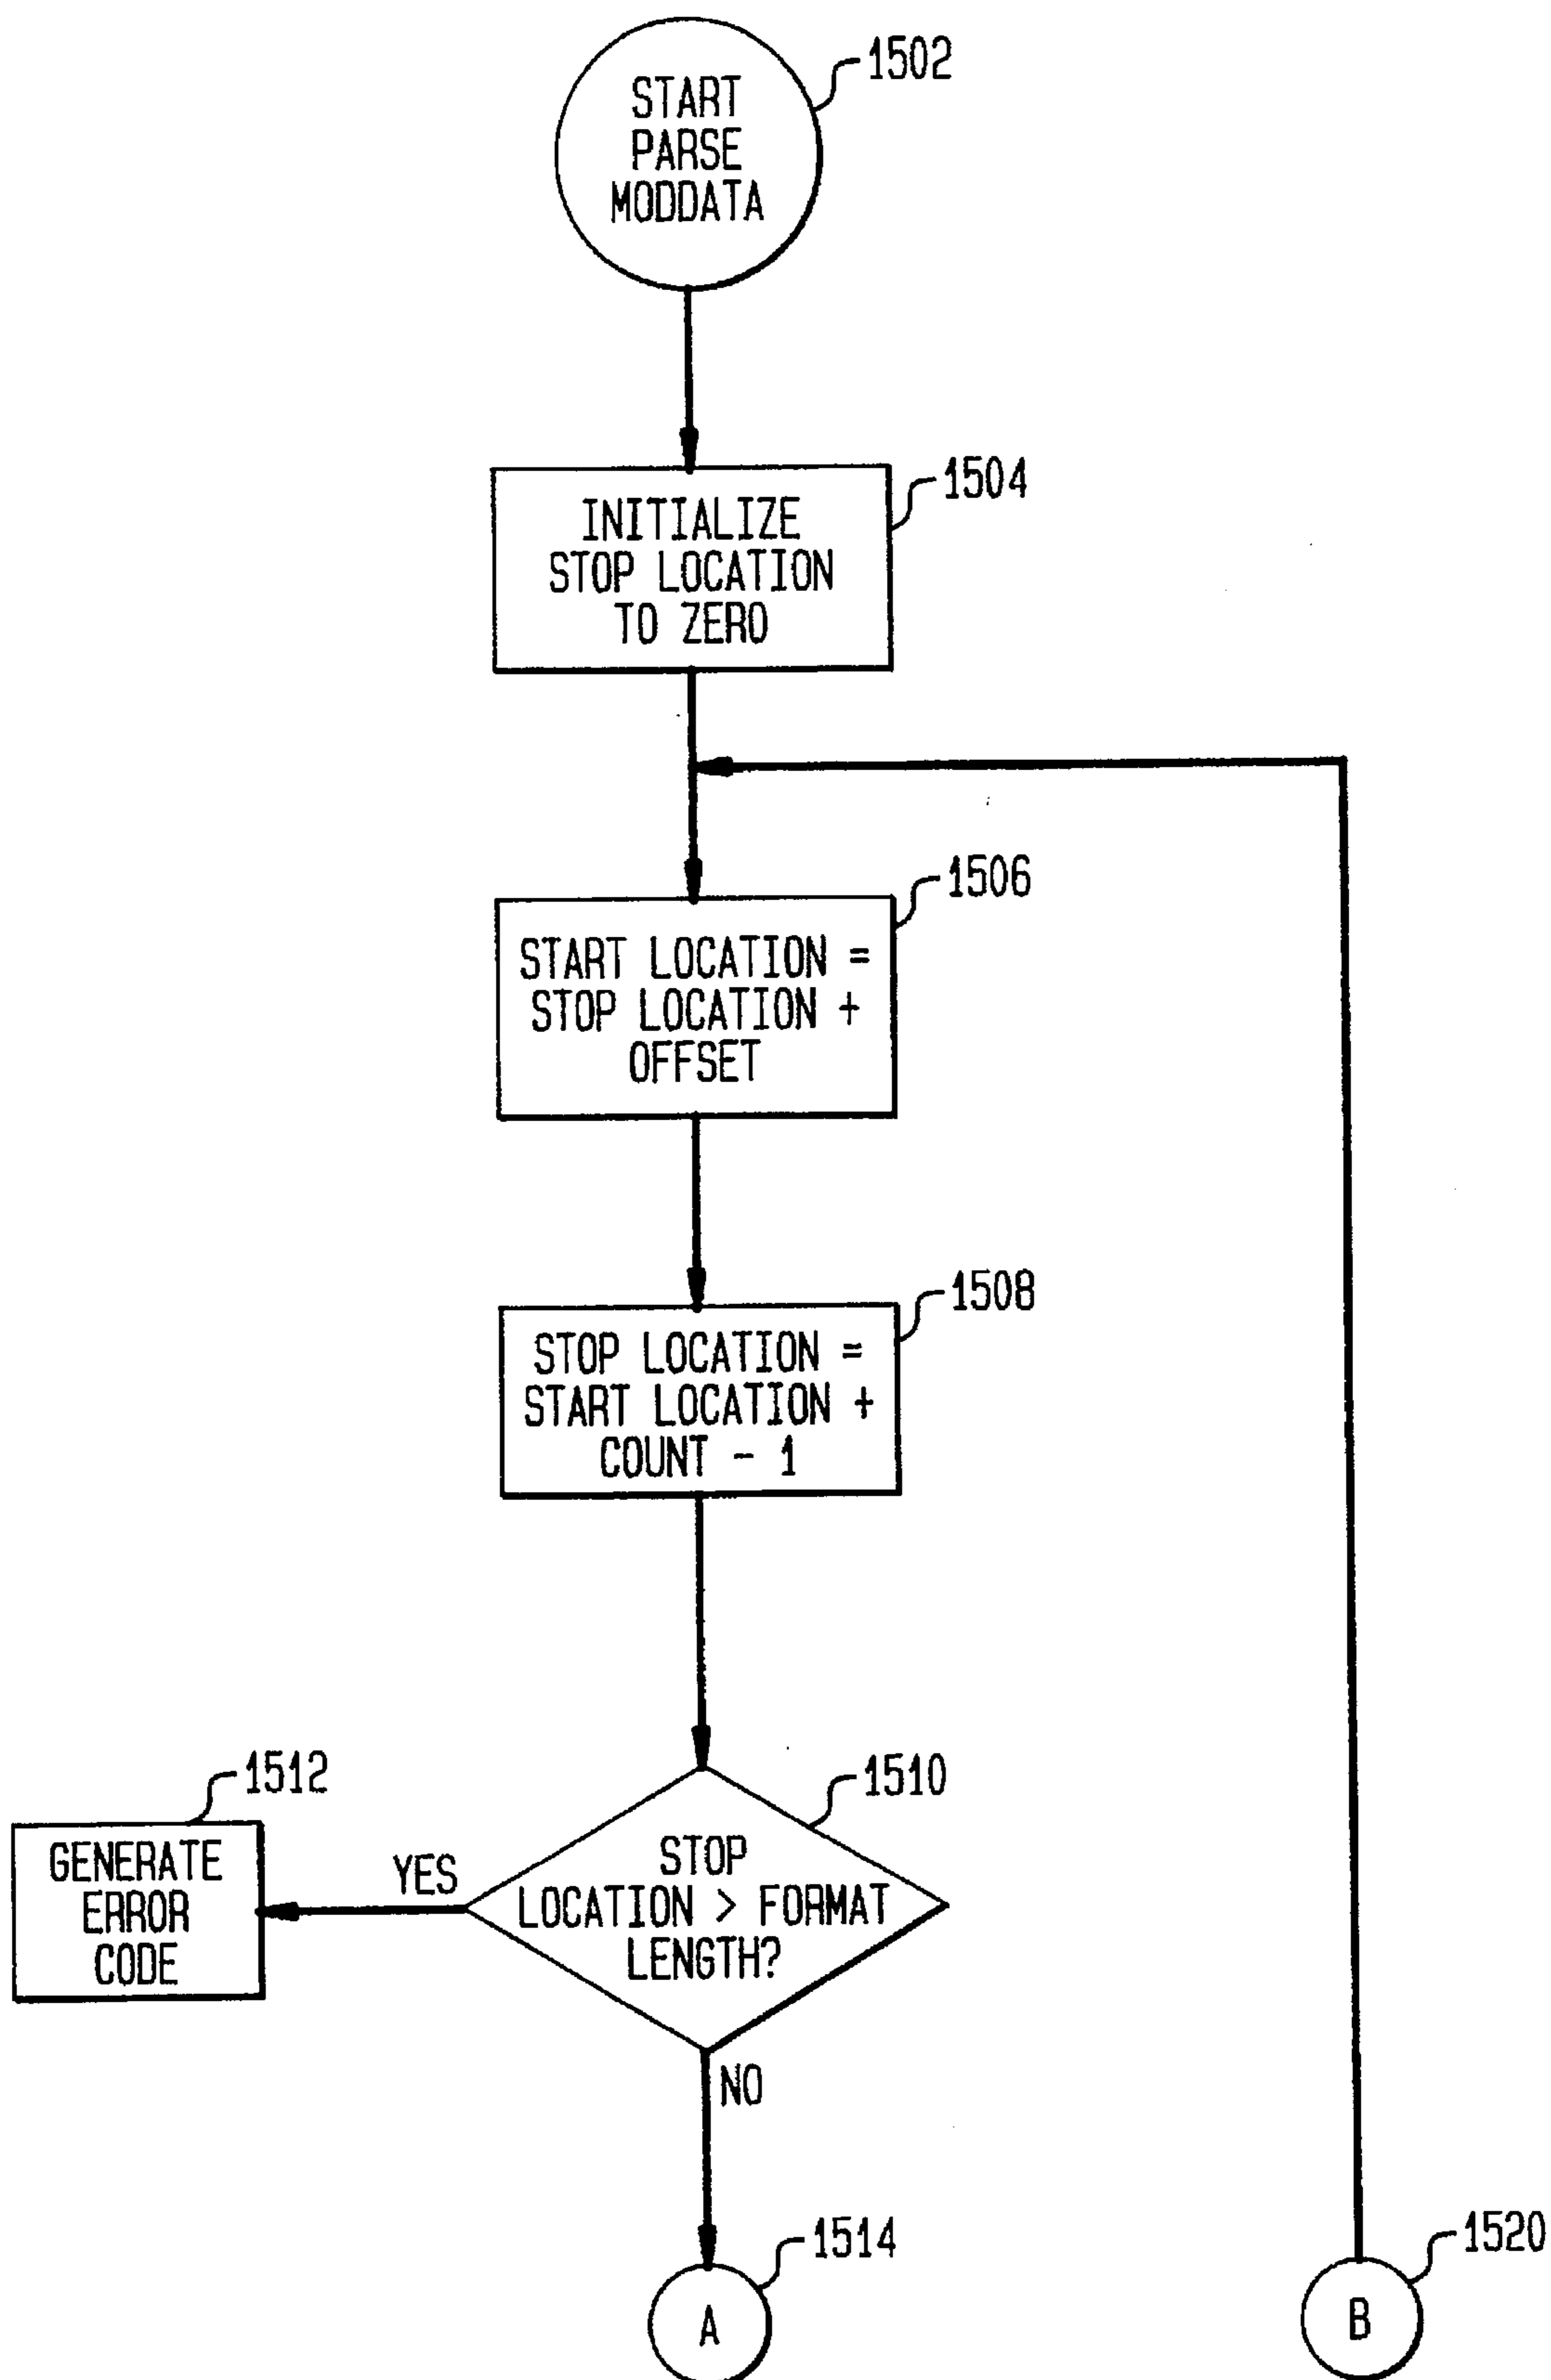 1502
START
PARSE
MODDATA
1504
INITIALIZE
STOP LOCATION
TO ZERO
1506
START LOCATION =
STOP LOCATION +
OFFSET
1508
STOP LOCATION =
START LOCATION +
COUNT - 1
1510
STOP
LOCATION > FORMAT
LENGTH?
YES
1512
GENERATE
ERROR
CODE
NO
1514
A
1520
B